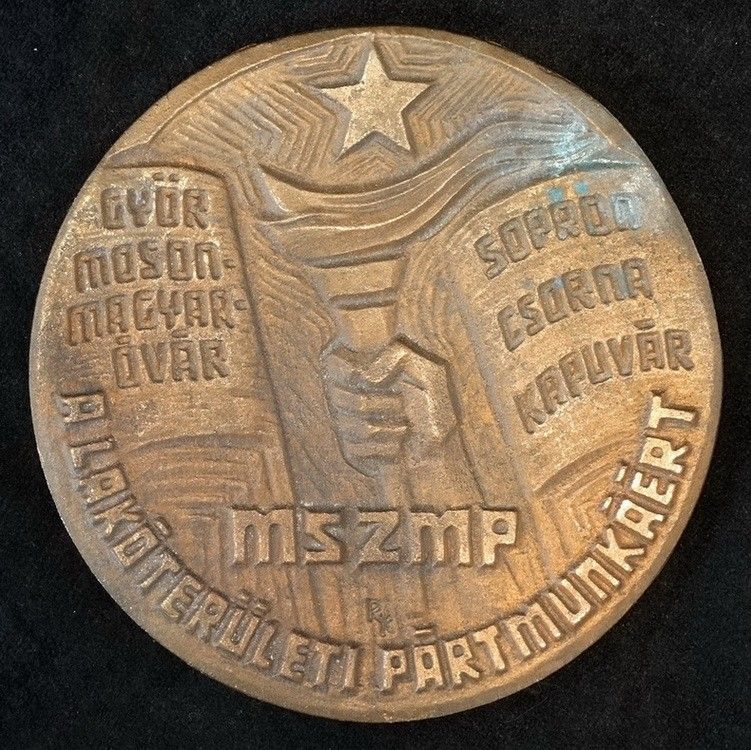 GYŐR
MOSON-
MAGYAR-
ÓVÁR
SOPRON
CSORNA
KAPUVÁR
MSZMP
A LAKÓTERÜLETI PÁRTMUNKÁÉRT